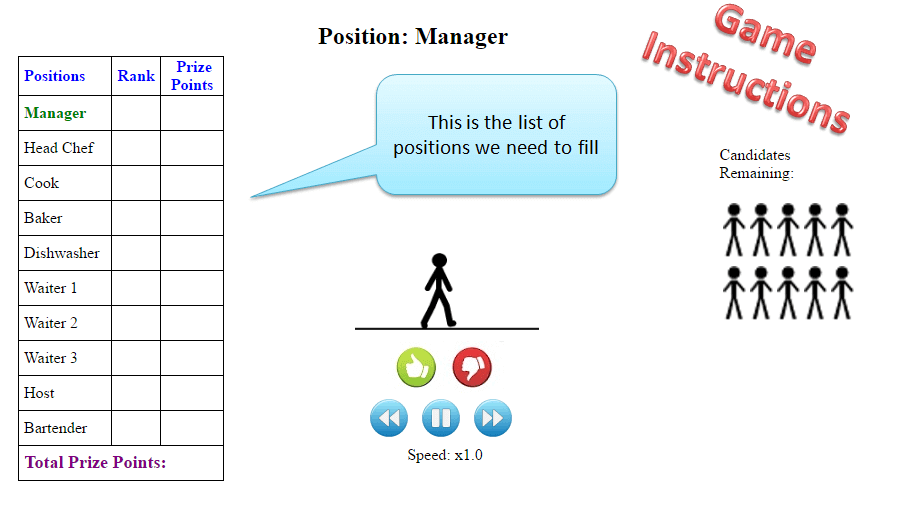 Position: Manager
Game
Instructions
Positions Rank Prize Points
Manager
Head Chef
Cook
Baker
Dishwasher
Waiter 1
Waiter 2
Waiter 3
Host
Bartender
Total Prize Points:
This is the list of
positions we need to fill
Candidates
Remaining:
Speed: x1.0